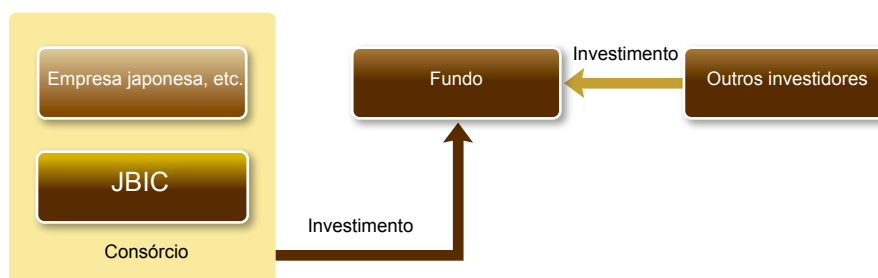 Empresa japonesa, etc.
JBIC
Consórcio
Investimento
Fundo
Investimento
Outros investidores